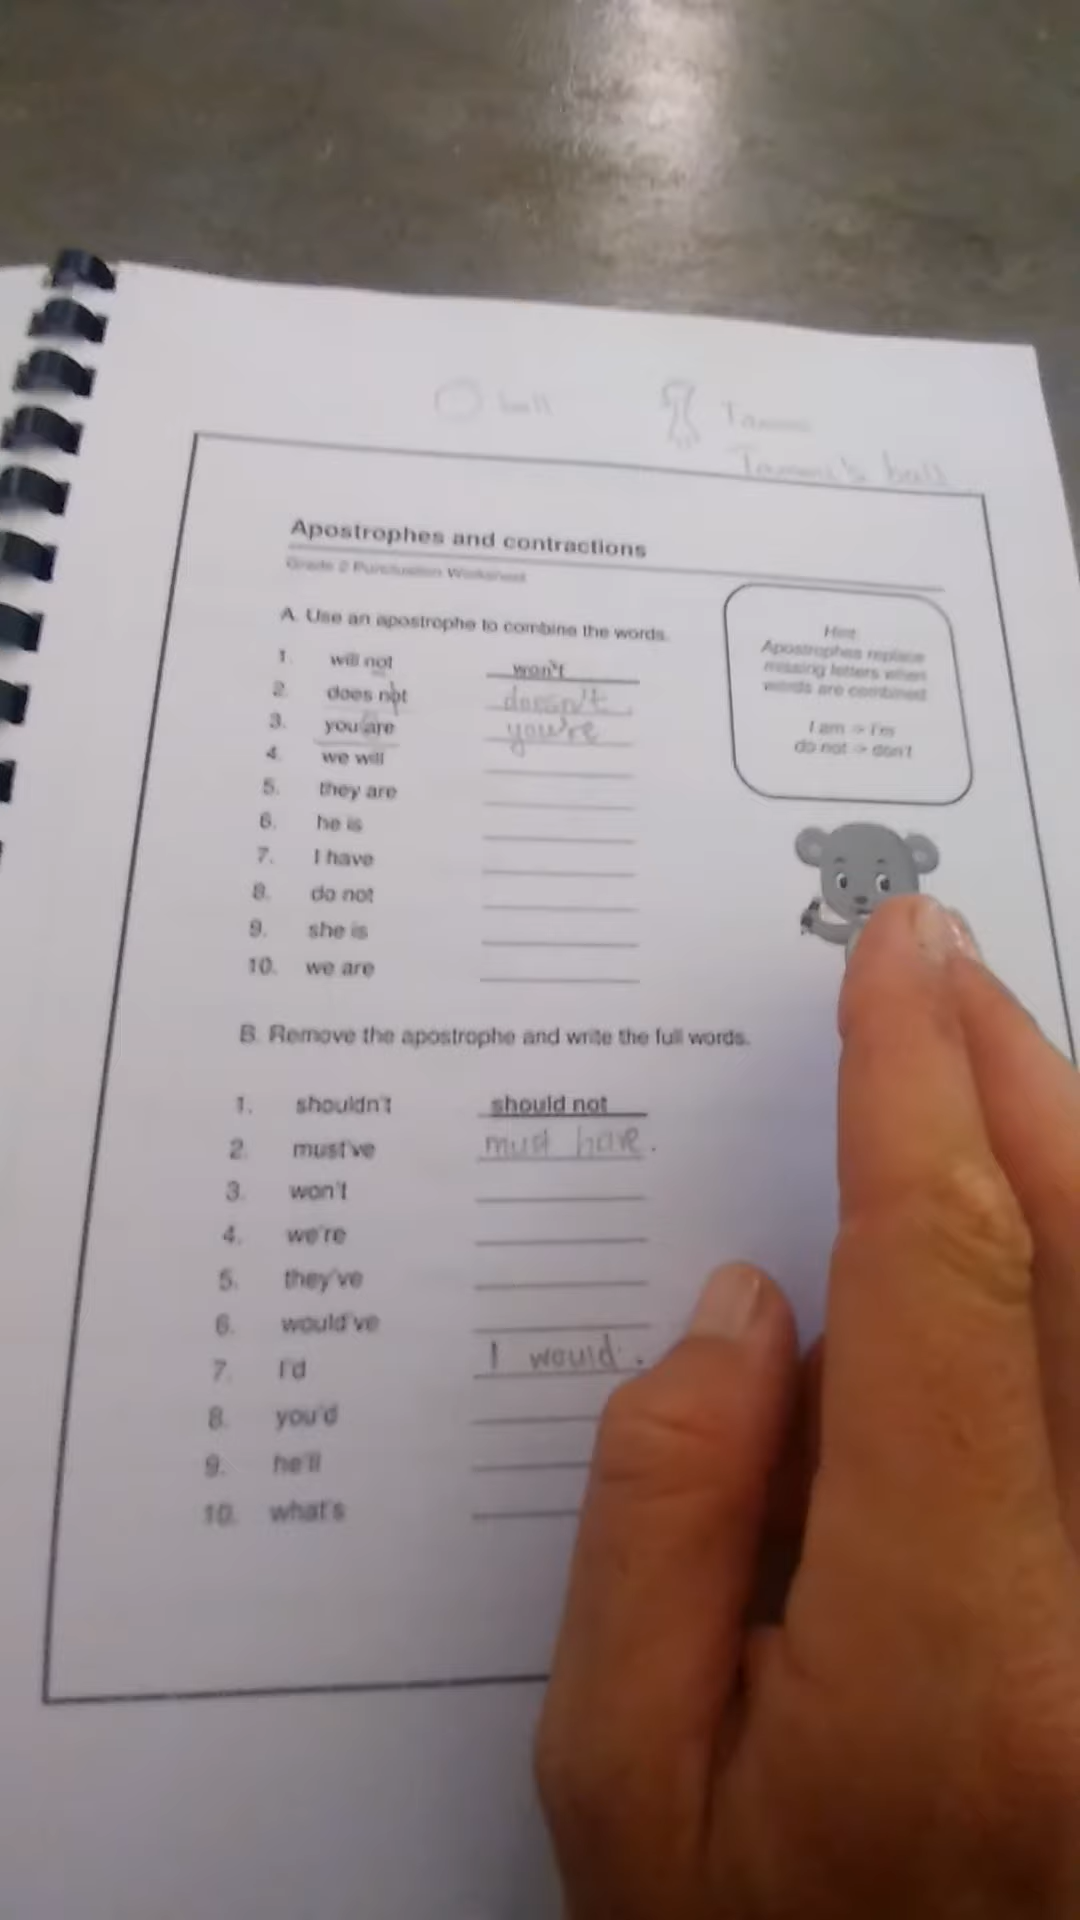 ball
Tammi's ball
Apostrophes and contractions
Grade 2 Punctuation Worksheet
A. Use an apostrophe to combine the words.
1. will not won't
2. does not doesn't.
3. you are you're
4. we will
5. they are
6. he is
7. I have
8. do not
9. she is
10. we are
Hint:
Apostrophes replace
missing letters when
words are combined
I am -> I'm
do not -> don't
B. Remove the apostrophe and write the full words.
1. shouldn't should not
2. must've must have.
3. won't
4. we're
5. they've
6. would've
7. I'd I would.
8. you'd
9. he'll
10. what's